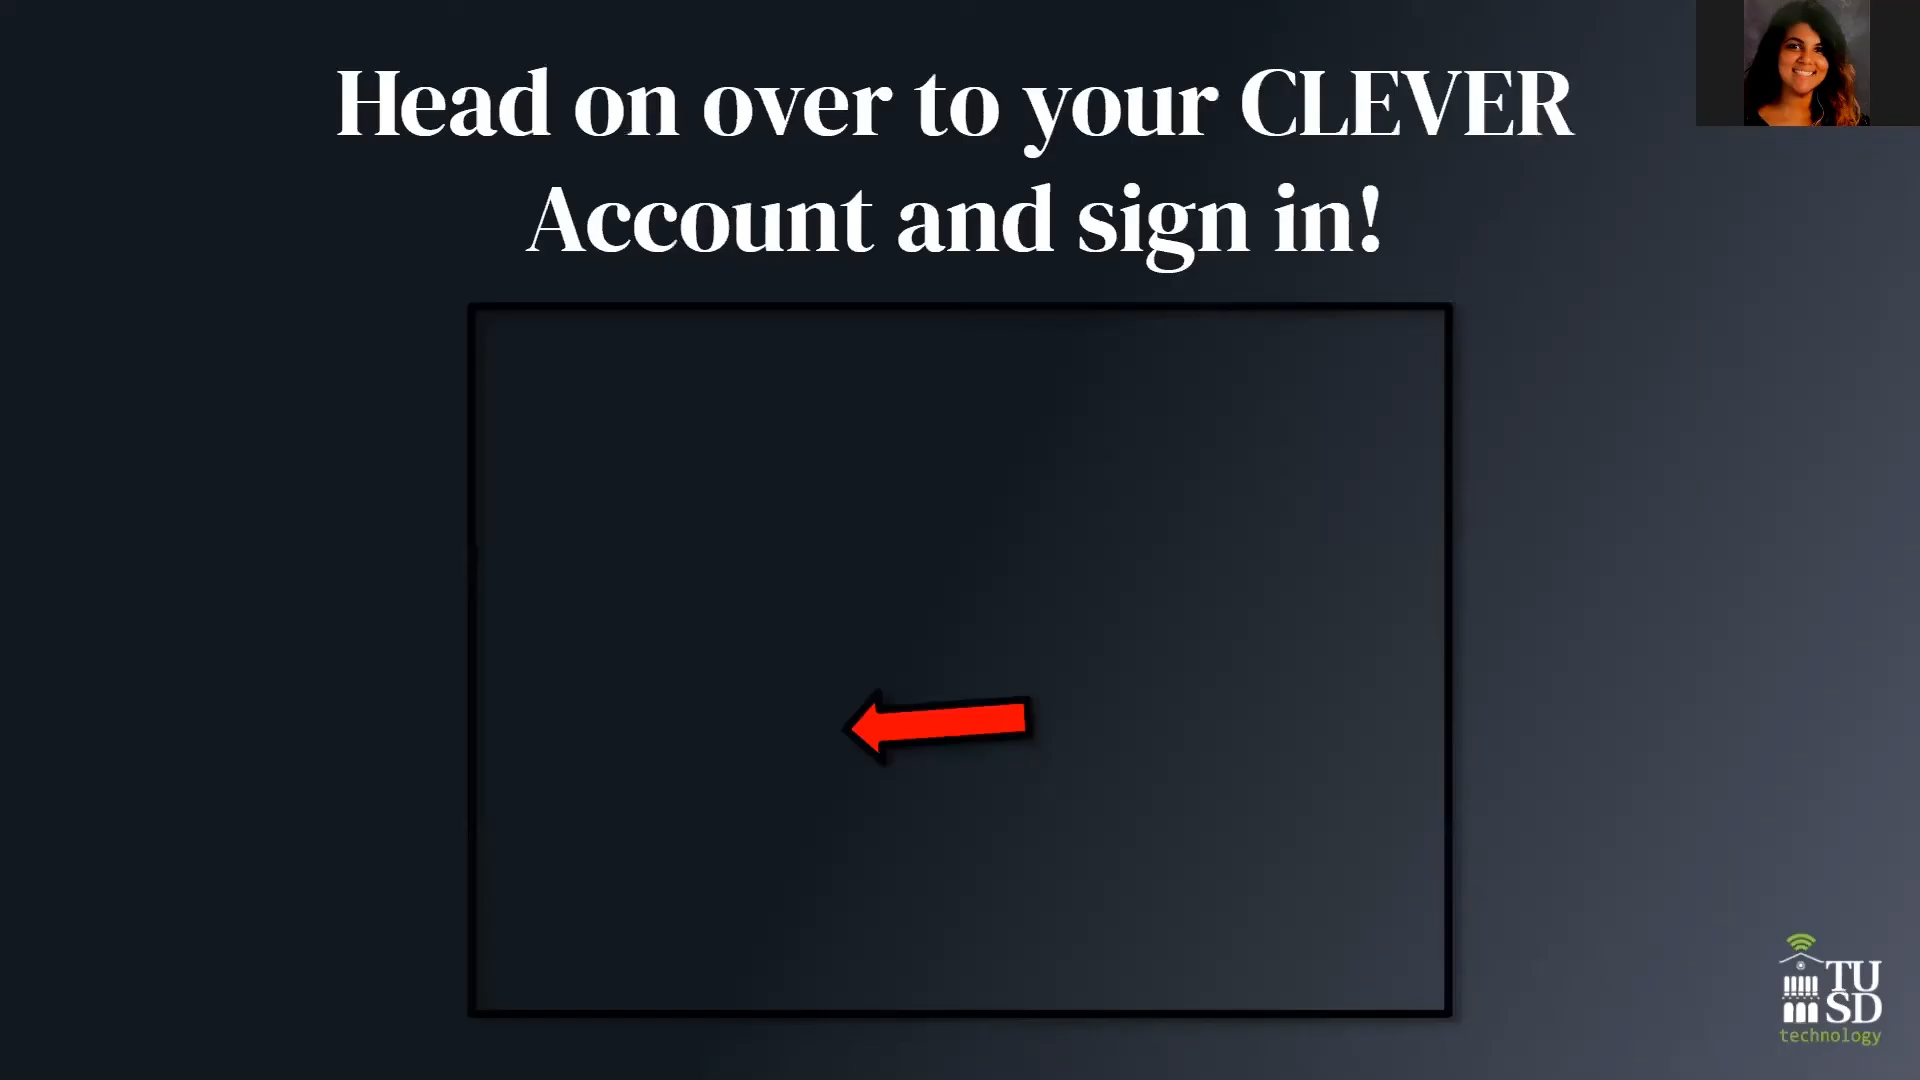 Head on over to your CLEVER
Account and sign in!
TU
SD
technology